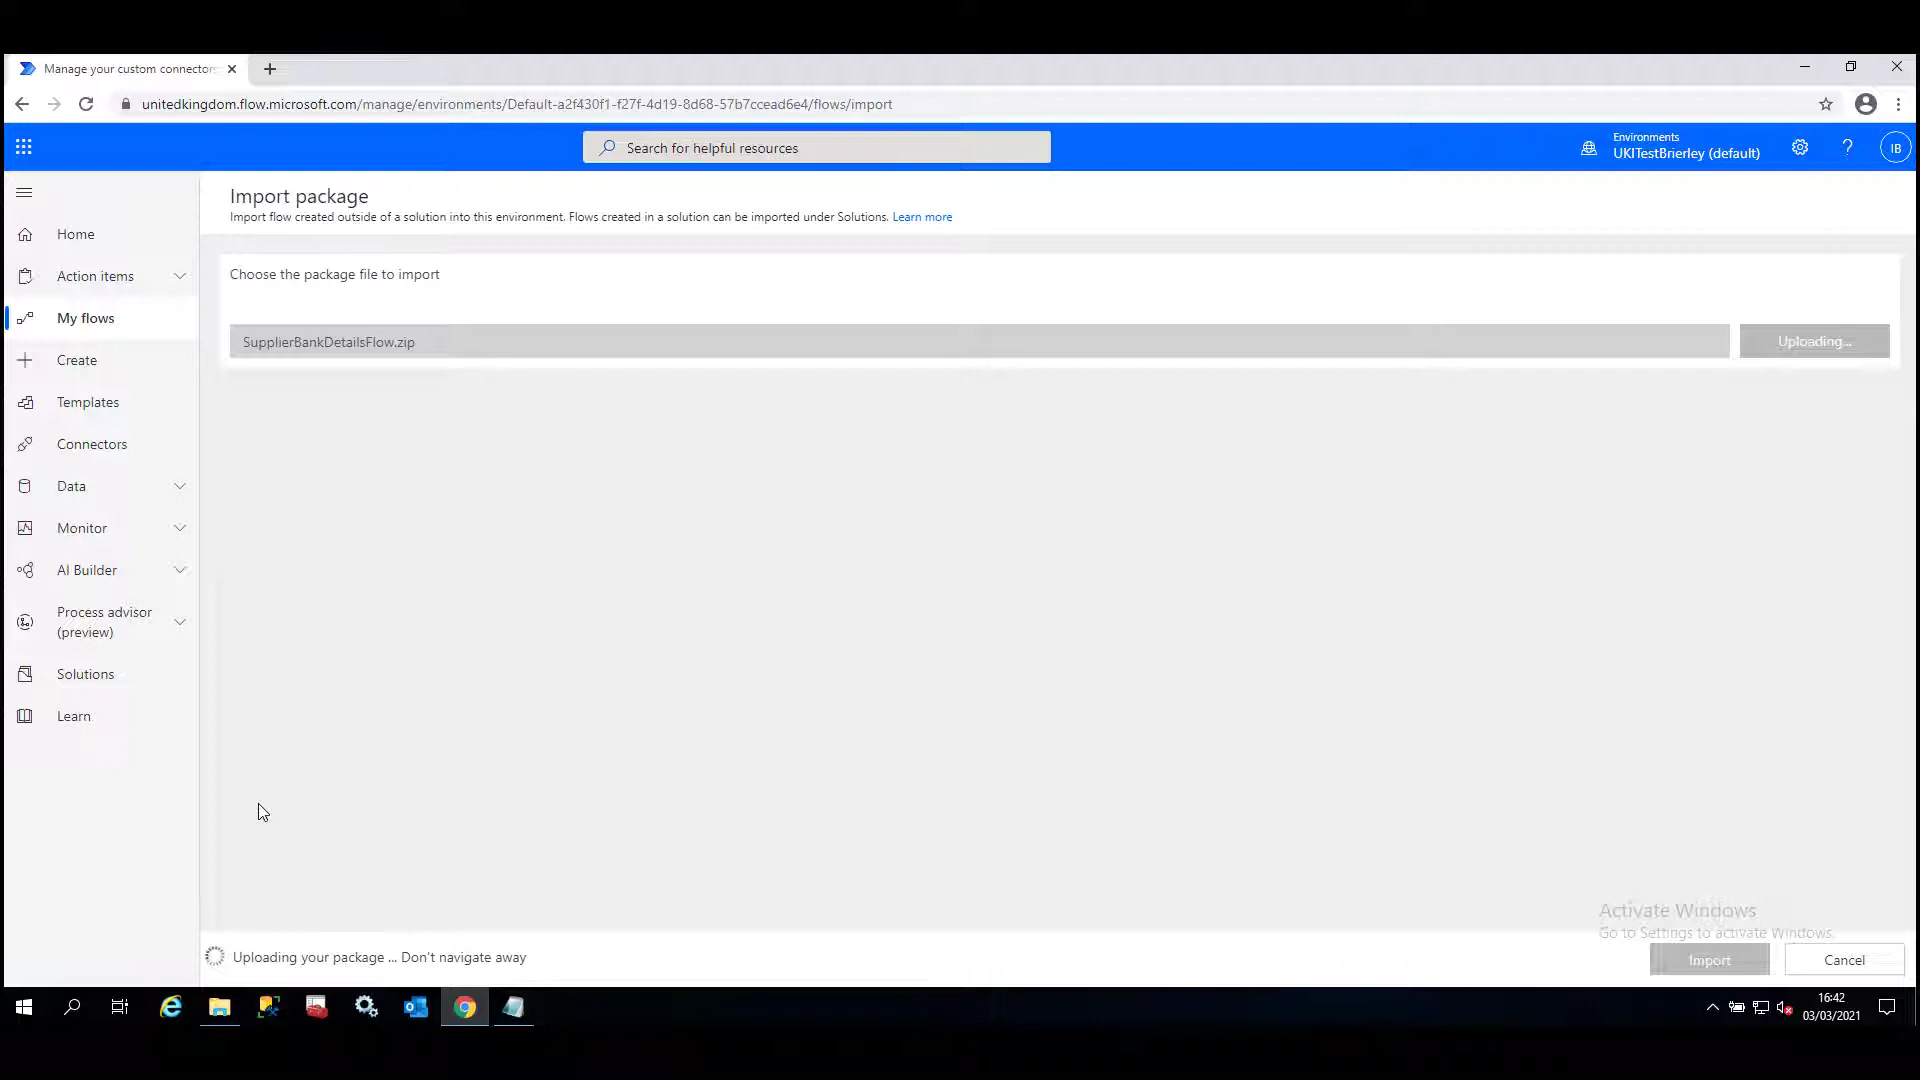 Manage your custom connectors
unitedkingdom.flow.microsoft.com/manage/environments/Default-a2f430f1-f27f-4d19-8d68-57b7ccead6e4/flows/import
Search for helpful resources
Environments
UKITestBrierley (default)
?
IB
Import package
Import flow created outside of a solution into this environment. Flows created in a solution can be imported under Solutions. Learn more
Home
Action items
My flows
Create
Templates
Connectors
Data
Monitor
AI Builder
Process advisor
(preview)
Solutions
Learn
Choose the package file to import
SupplierBankDetailsFlow.zip
Uploading...
Activate Windows
Go to Settings to activate Windows.
Uploading your package ... Don't navigate away
Import
Cancel
16:42
03/03/2021